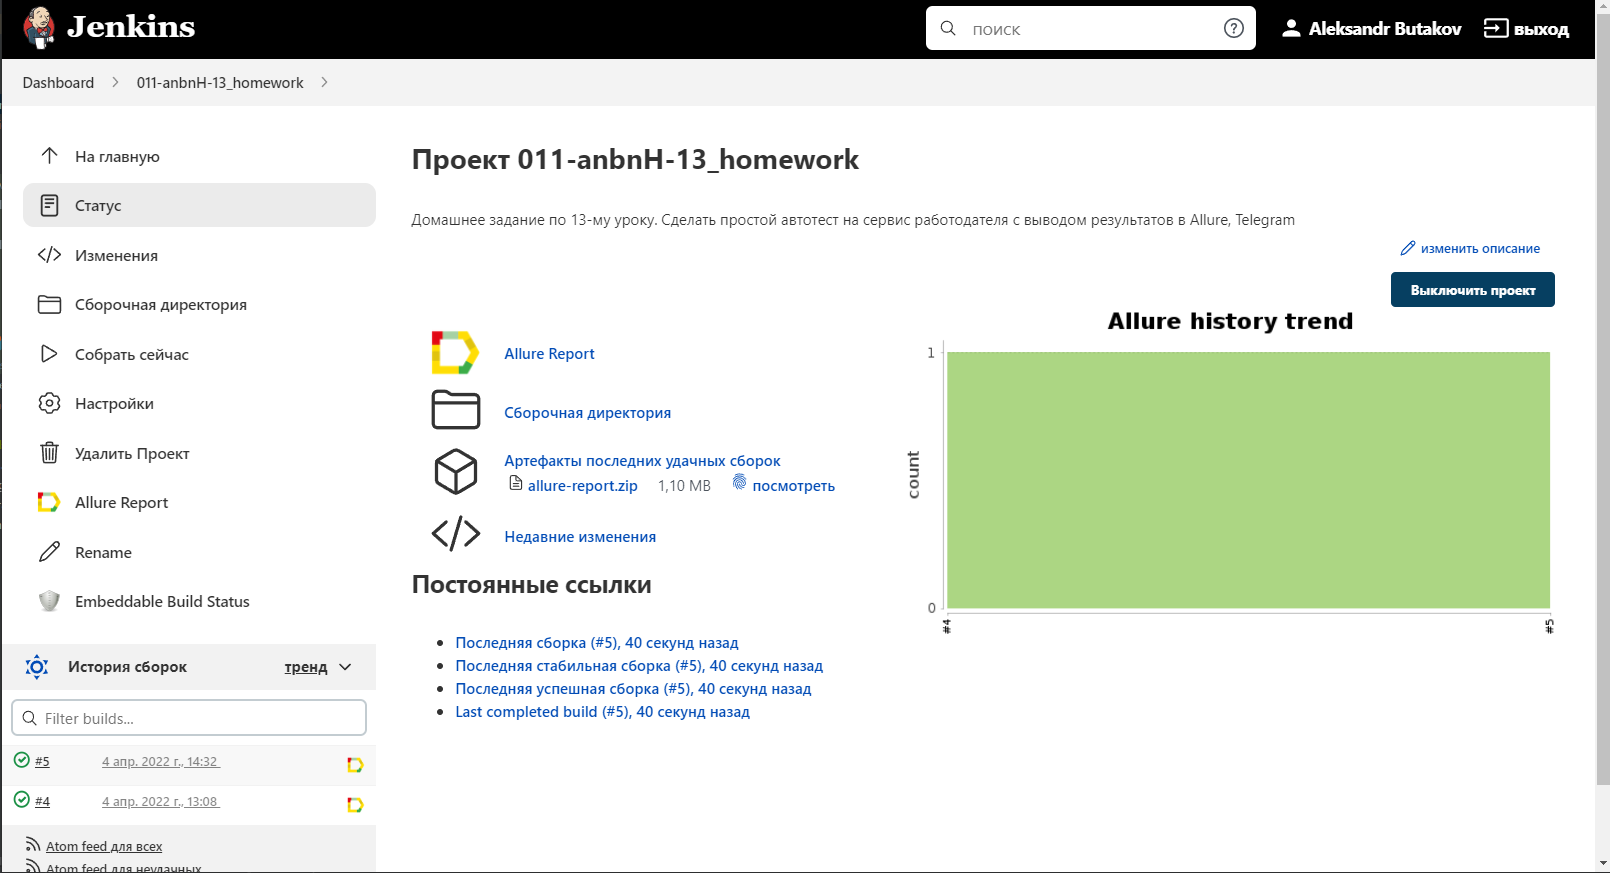 Jenkins
поиск
Aleksandr Butakov
выход
Dashboard
011-anbnH-13_homework
На главную
Статус
Изменения
Сборочная директория
Собрать сейчас
Настройки
Удалить Проект
Allure Report
Rename
Embeddable Build Status
История сборок
тренд
Filter builds...
#5 4 апр. 2022 г., 14:32
#4 4 апр. 2022 г., 13:08
Atom feed для всех
Atom feed для неудачных
Проект 011-anbnH-13_homework
Домашнее задание по 13-му уроку. Сделать простой автотест на сервис работодателя с выводом результатов в Allure, Telegram
изменить описание
Выключить проект
Allure Report
Сборочная директория
Артефакты последних удачных сборок
allure-report.zip 1,10 MB посмотреть
Недавние изменения
Постоянные ссылки
Последняя сборка (#5), 40 секунд назад
Последняя стабильная сборка (#5), 40 секунд назад
Последняя успешная сборка (#5), 40 секунд назад
Last completed build (#5), 40 секунд назад
Allure history trend
1
count
0
#4
#5